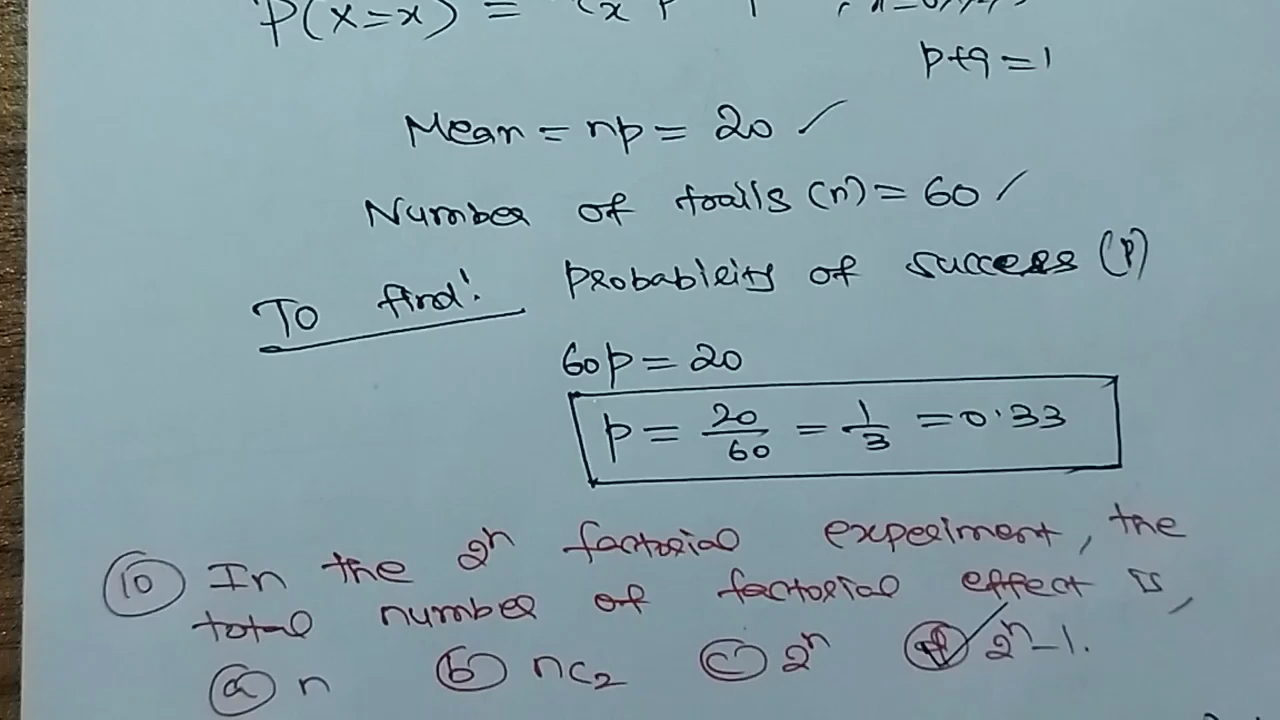 P(X=x) =
p+q=1
Mean = np = 20 ✓
Number of trails (n) = 60 ✓
To find: Probability of success (p)
60p = 20
p = 20/60 = 1/3 = 0.33
10 In the 2ⁿ factorial experiment, the
total number of factorial effect is,
a n b nc₂ c 2ⁿ d 2ⁿ-1.